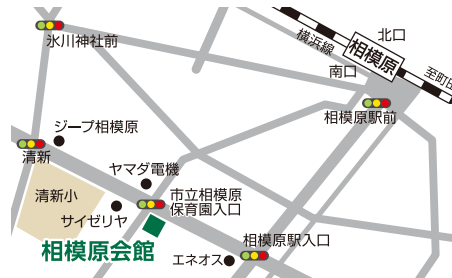 北口
氷川神社前
横浜線
相模原
南口
至町田
相模原駅前
ジープ相模原
清新
ヤマダ電機
清新小
市立相模原
保育園入口
サイゼリヤ
相模原会館
相模原駅入口
エネオス